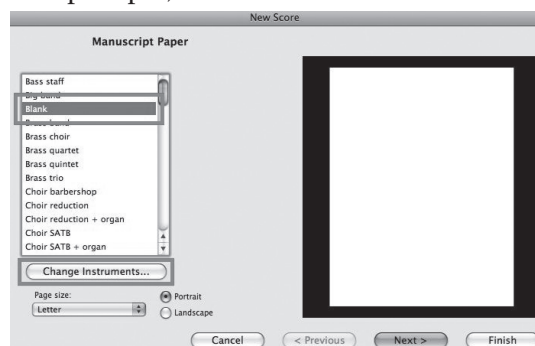 New Score
Manuscript Paper
Bass staff
Big band
Blank
Brass band
Brass choir
Brass quartet
Brass quintet
Brass trio
Choir barbershop
Choir reduction
Choir reduction + organ
Choir SATB
Choir SATB + organ
Change Instruments...
Page size:
Letter
Portrait
Landscape
Cancel
< Previous
Next >
Finish